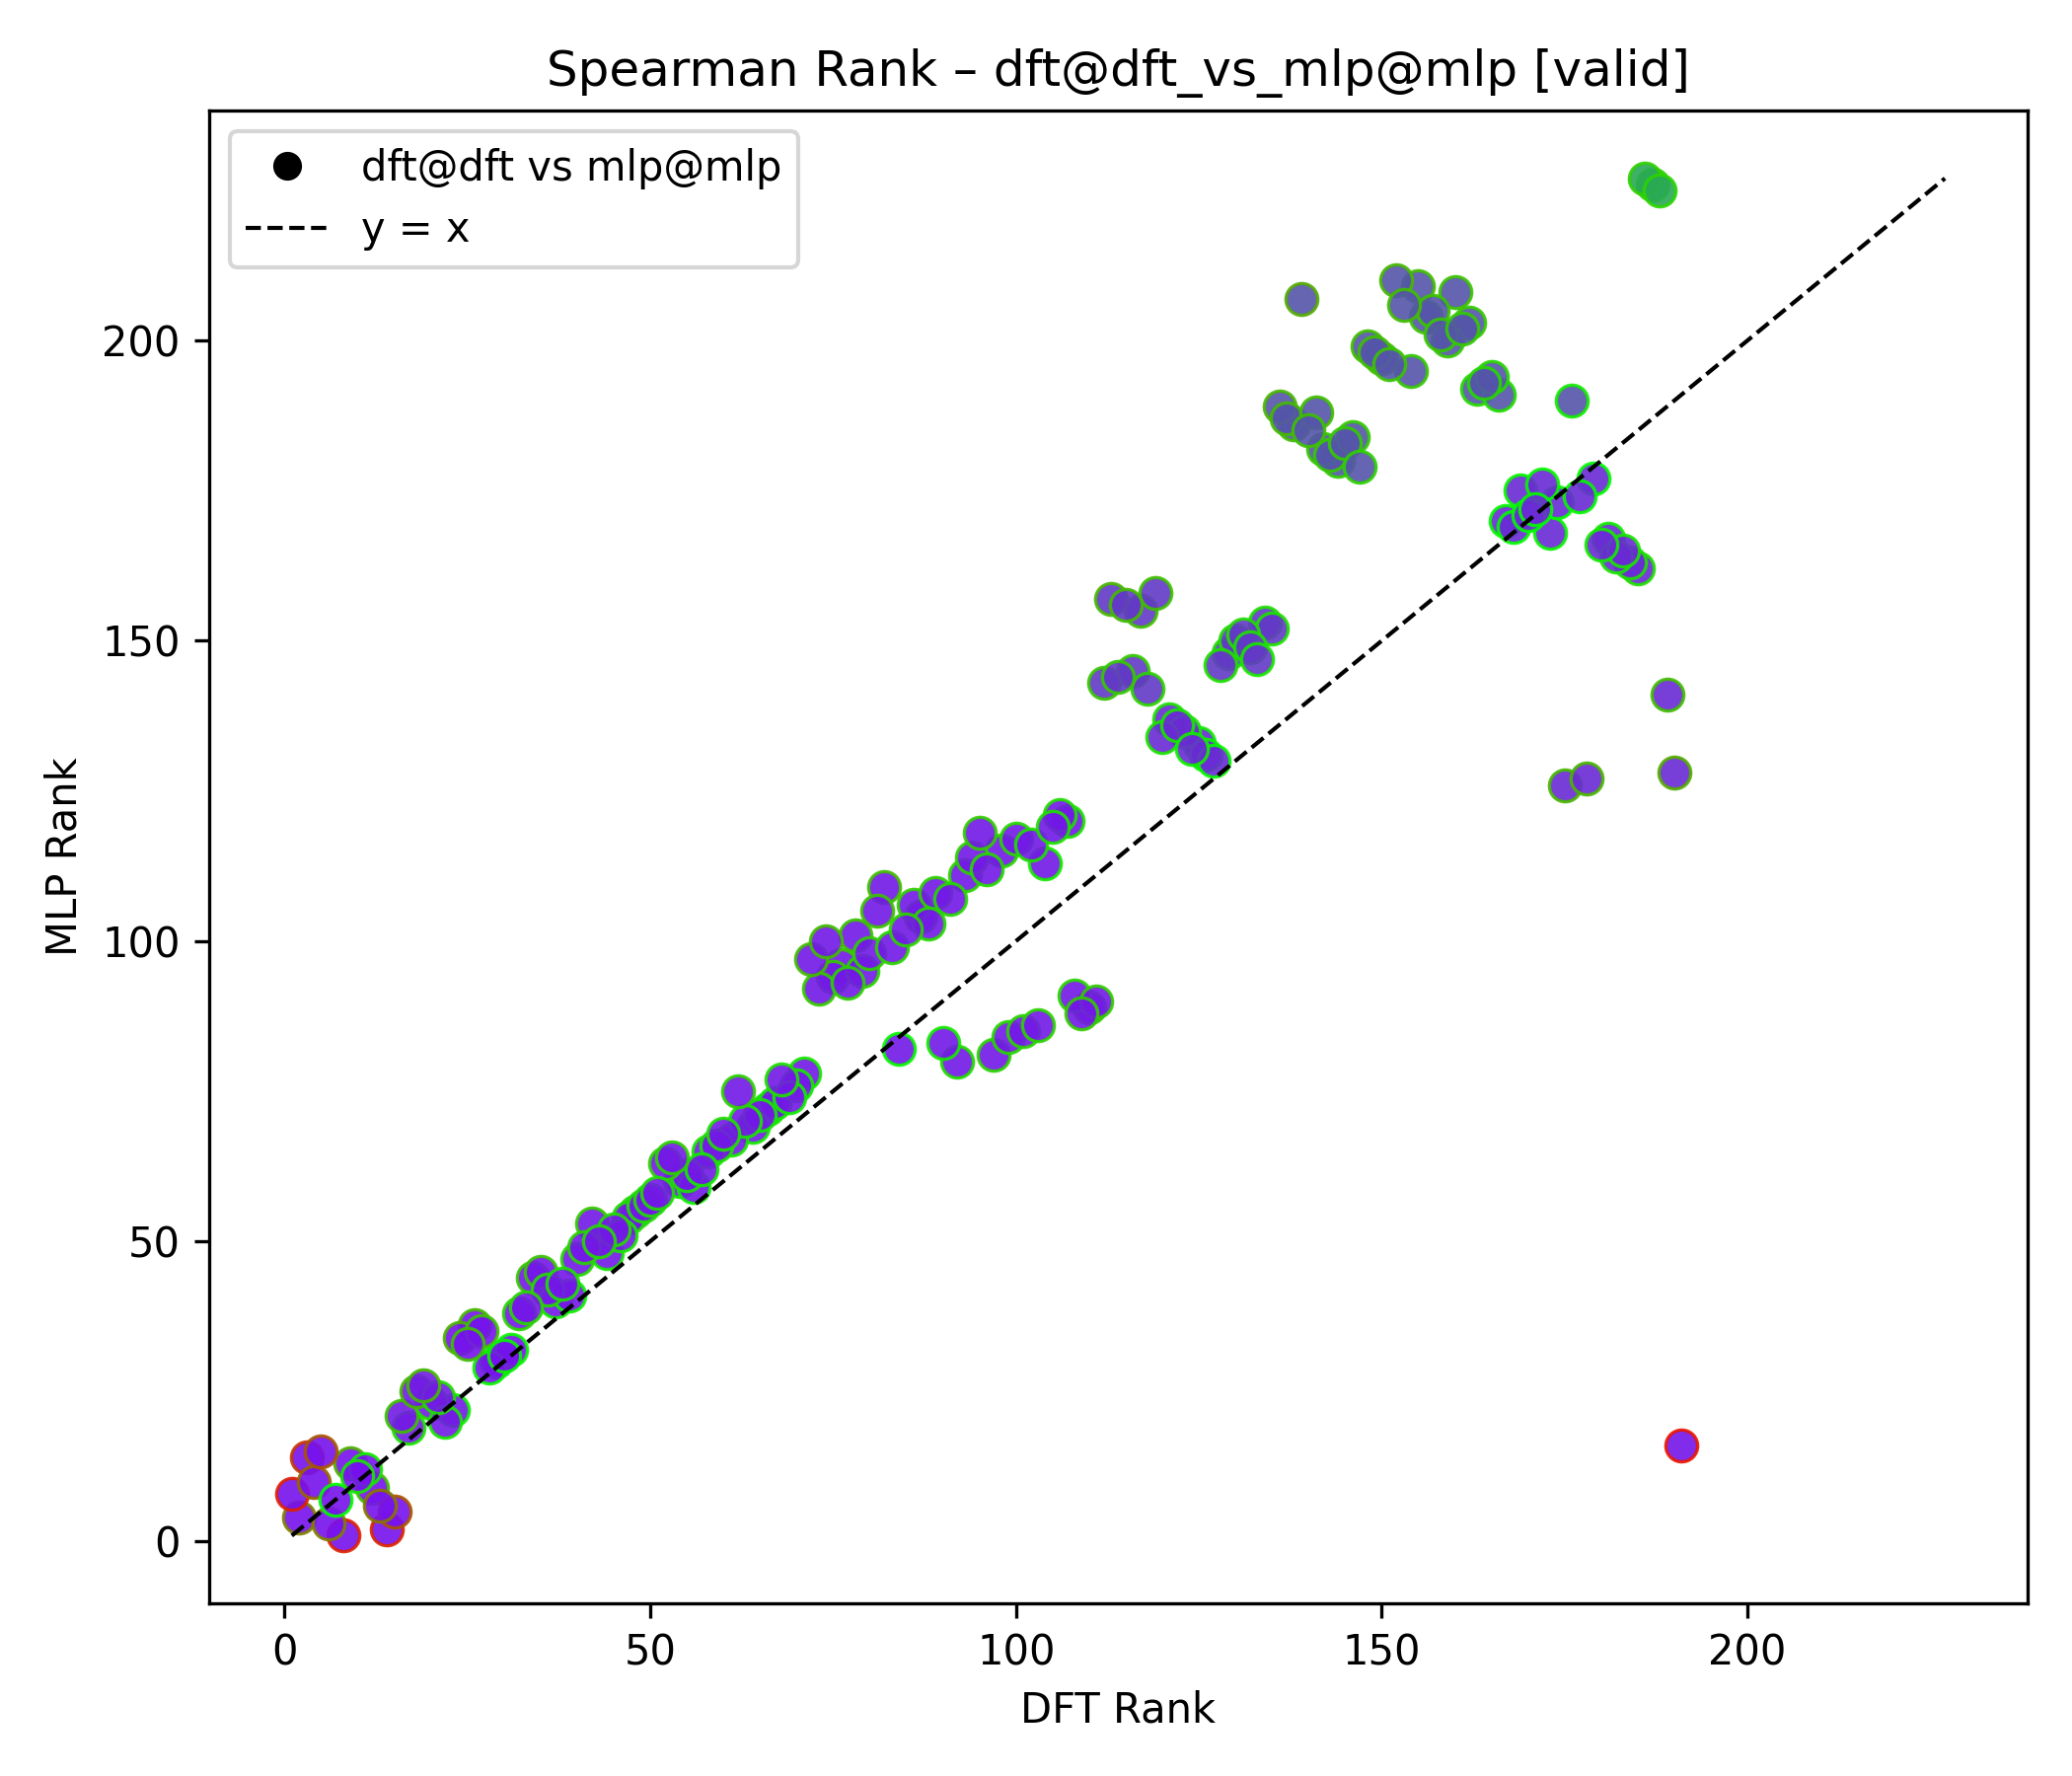 Spearman Rank – dft@dft_vs_mlp@mlp [valid]
dft@dft vs mlp@mlp
y = x
MLP Rank
200
150
100
50
0
0 50 100 150 200
DFT Rank